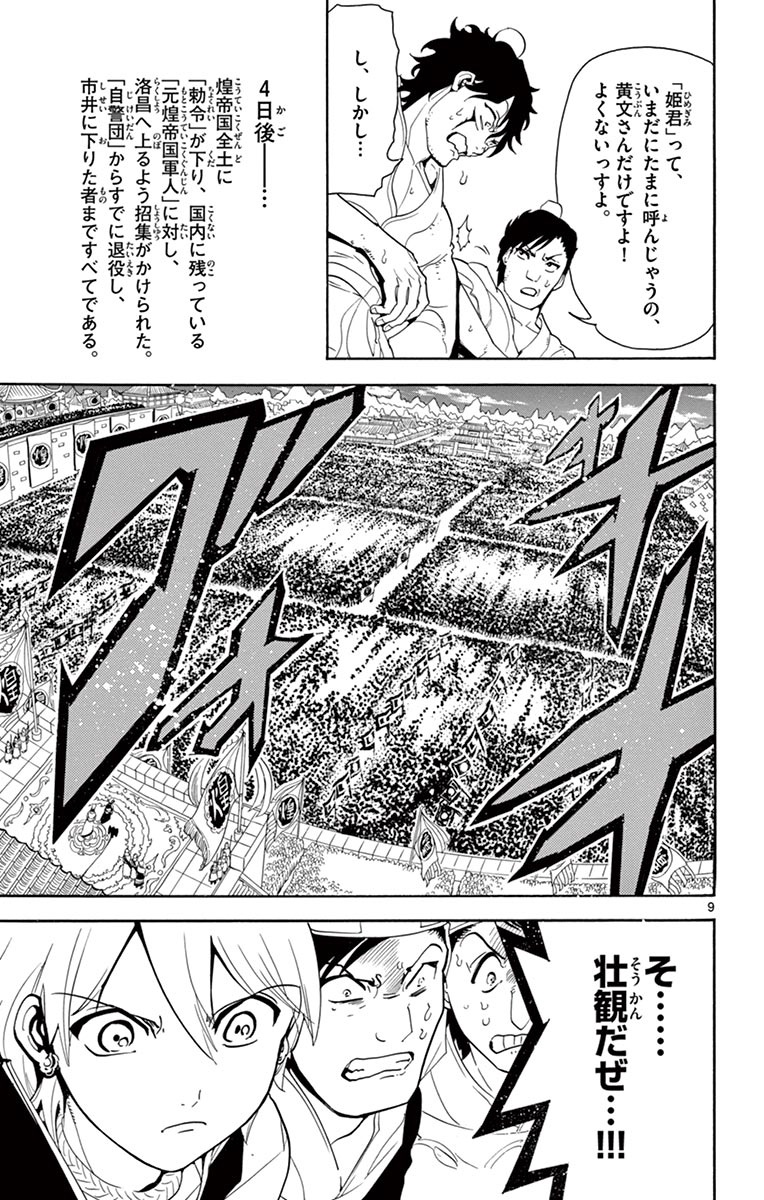 「姫君」って、
いまだにたまに呼んじゃうの、
黄文さんだけですよ！
よくないっすよ。
し、しかし…
4日後――…
煌帝国全土に
「勅令」が下り、国内に残っている
「元煌帝国軍人」に対し、
洛昌へ上るよう招集がかけられた。
「自警団」からすでに退役し、
市井に下りた者まですべてである。
オオオ
グオ
煌
9
そ……
壮観だぜ…!!!